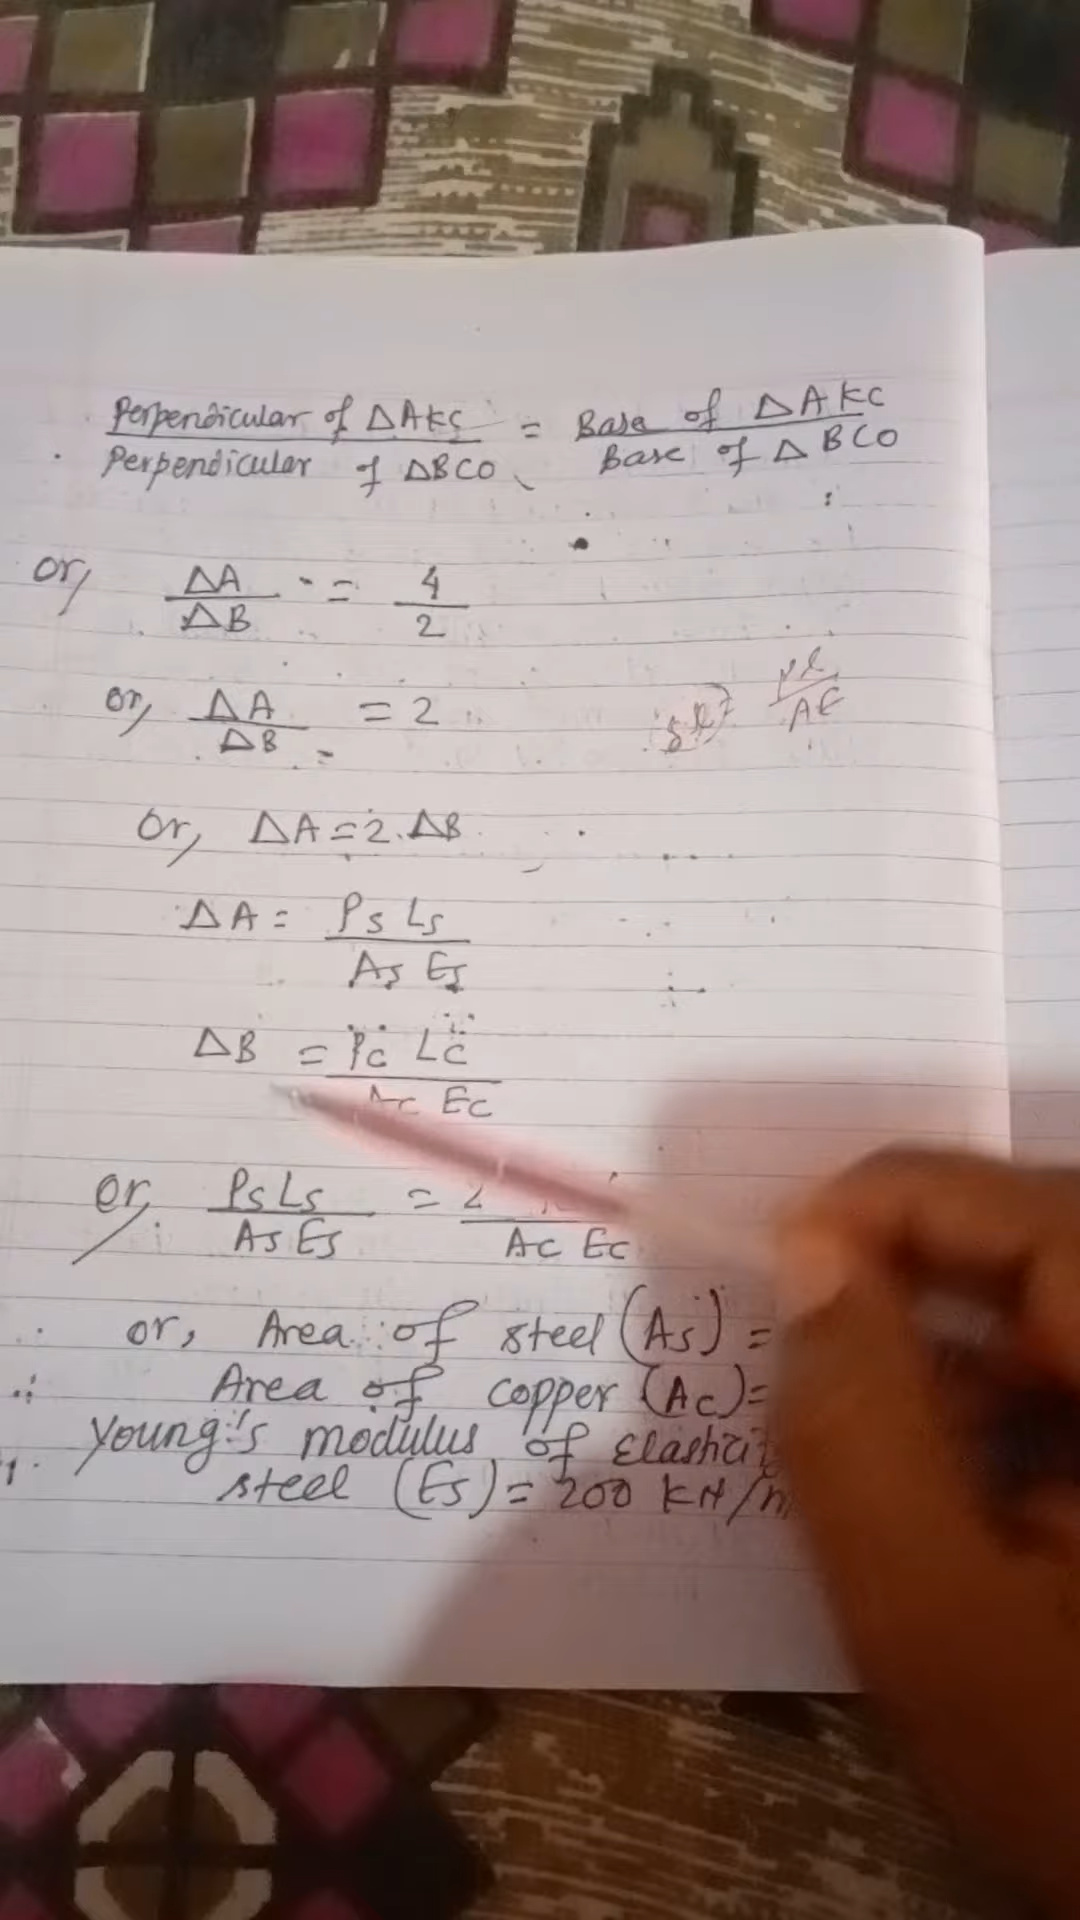 Perpendicular of ΔAKC = Base of ΔAKC
Perpendicular of ΔBCO Base of ΔBCO
or, ΔA = 4
ΔB 2
or, ΔA = 2
ΔB
Pl
AE
or, ΔA = 2. ΔB
ΔA = Ps Ls
As Es
ΔB = Pc Lc
Ac Ec
or, Ps Ls = 2
As Es Ac Ec
or, Area of steel (As) =
Area of copper (Ac) =
Young's modulus of
steel (Es) = 200